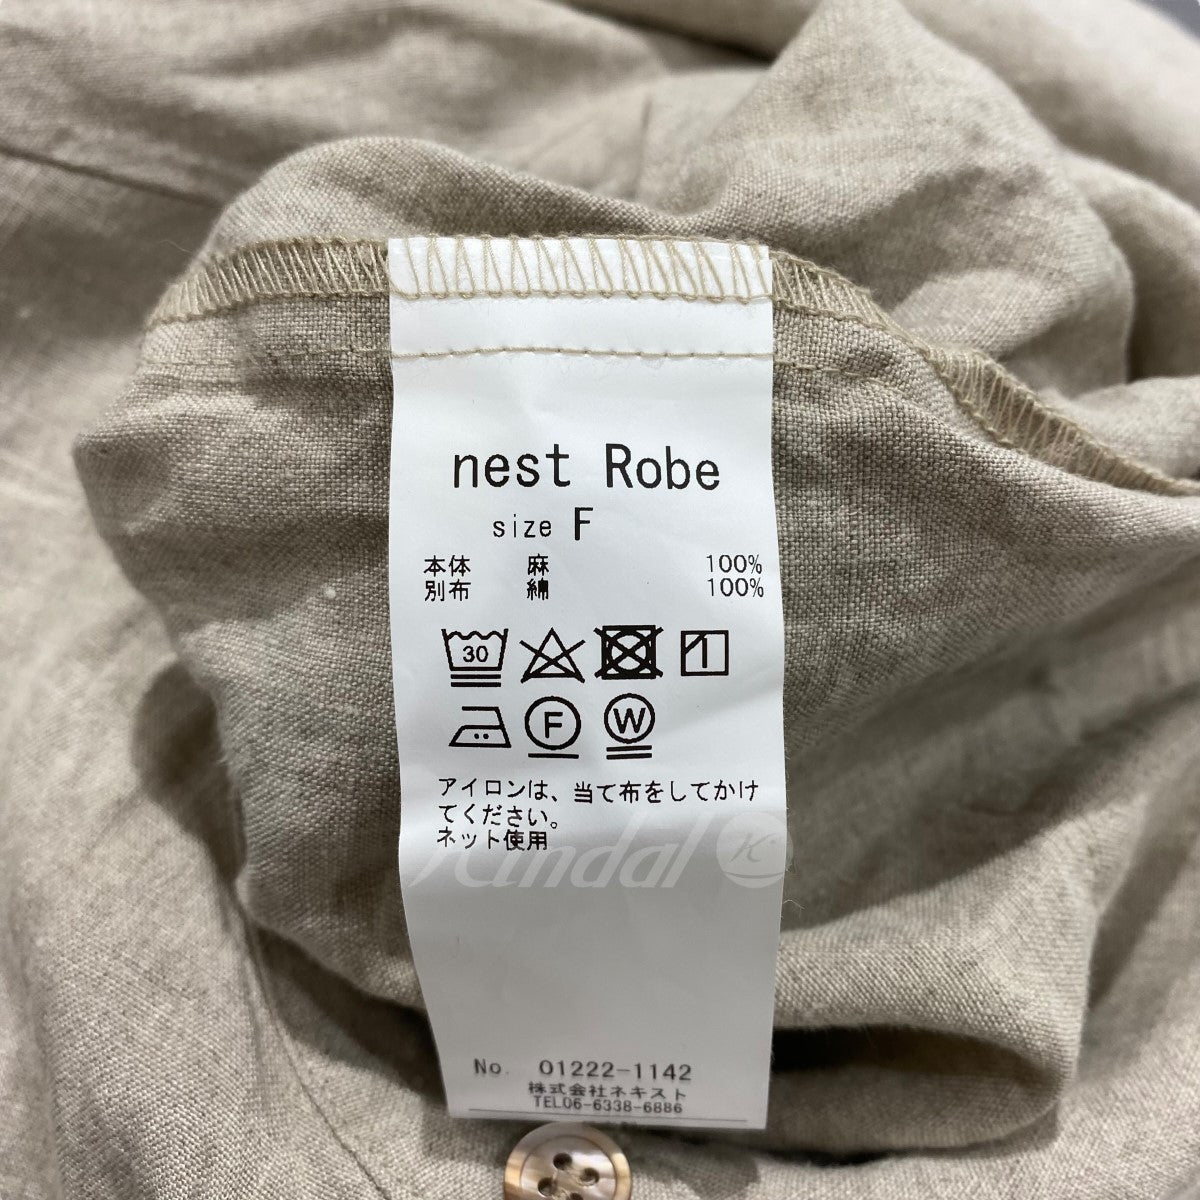 nest Robe
size F
本体 麻 100%
別布 綿 100%
30
F W
アイロンは、当て布をしてかけ
てください。
ネット使用
Kindal K
No. 01222-1142
株式会社ネキスト
TEL06-6338-6886